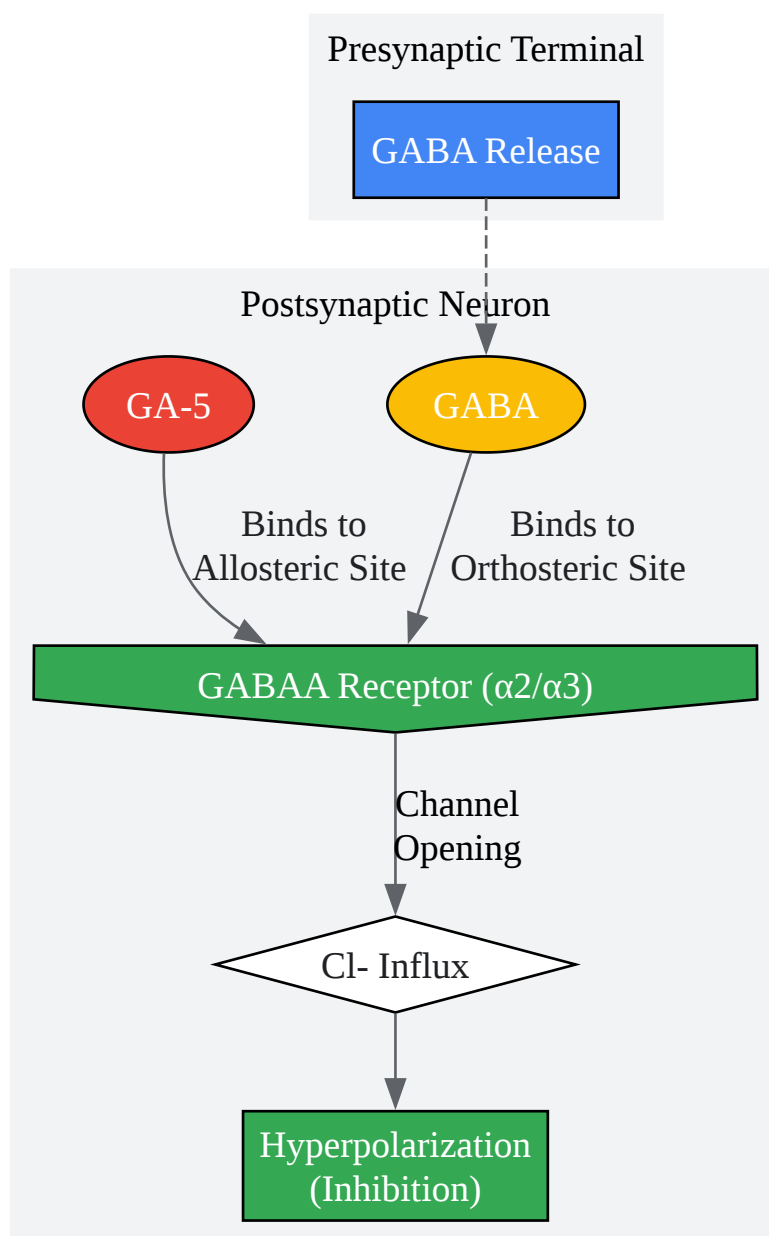 Presynaptic Terminal
GABA Release
Postsynaptic Neuron
GA-5
GABA
Binds to
Allosteric Site
Binds to
Orthosteric Site
GABAA Receptor (α2/α3)
Channel
Opening
Cl- Influx
Hyperpolarization
(Inhibition)